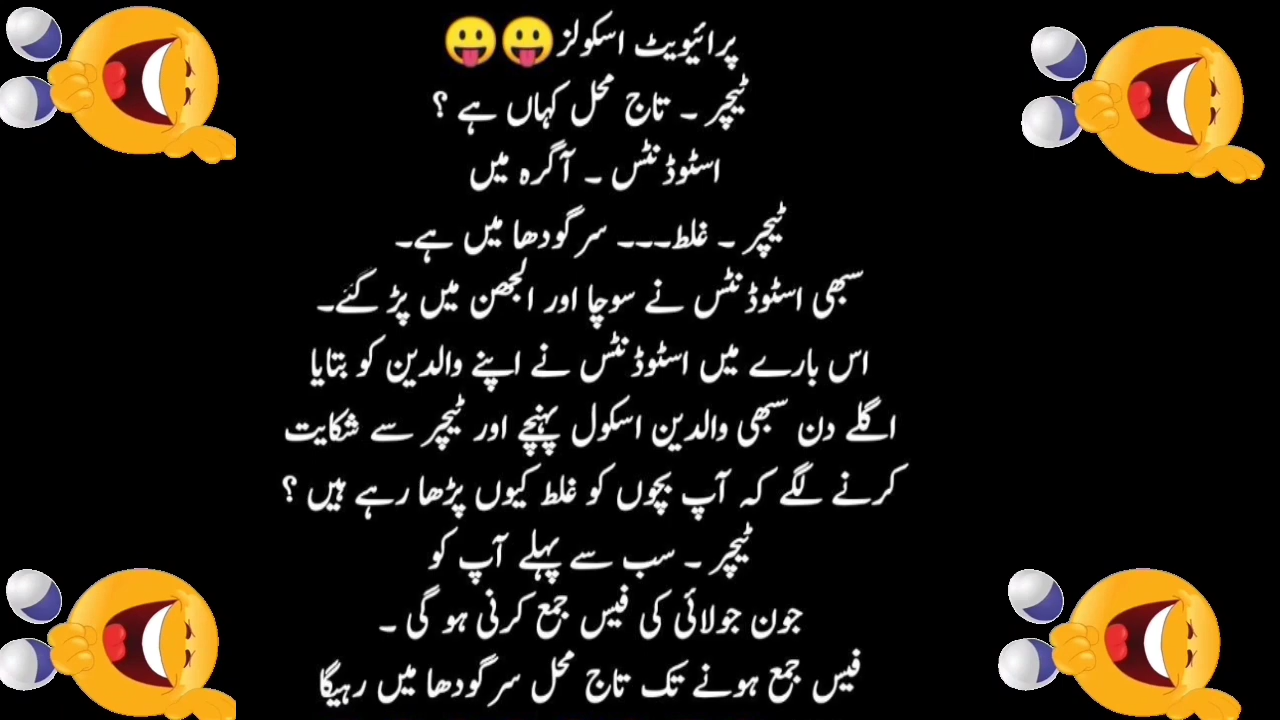 پرائیویٹ اسکولز😛😛
ٹیچر ۔ تاج محل کہاں ہے ؟
اسٹوڈنٹس ۔ آگرہ میں
ٹیچر ۔ غلط۔۔۔ سرگودھا میں ہے۔
سبھی اسٹوڈنٹس نے سوچا اور الجھن میں پڑ گئے۔
اس بارے میں اسٹوڈنٹس نے اپنے والدین کو بتایا
اگلے دن سبھی والدین اسکول پہنچے اور ٹیچر سے شکایت
کرنے لگے کہ آپ بچوں کو غلط کیوں پڑھا رہے ہیں ؟
ٹیچر ۔ سب سے پہلے آپ کو
جون جولائی کی فیس جمع کرنی ہو گی ۔
فیس جمع ہونے تک تاج محل سرگودھا میں رہیگا